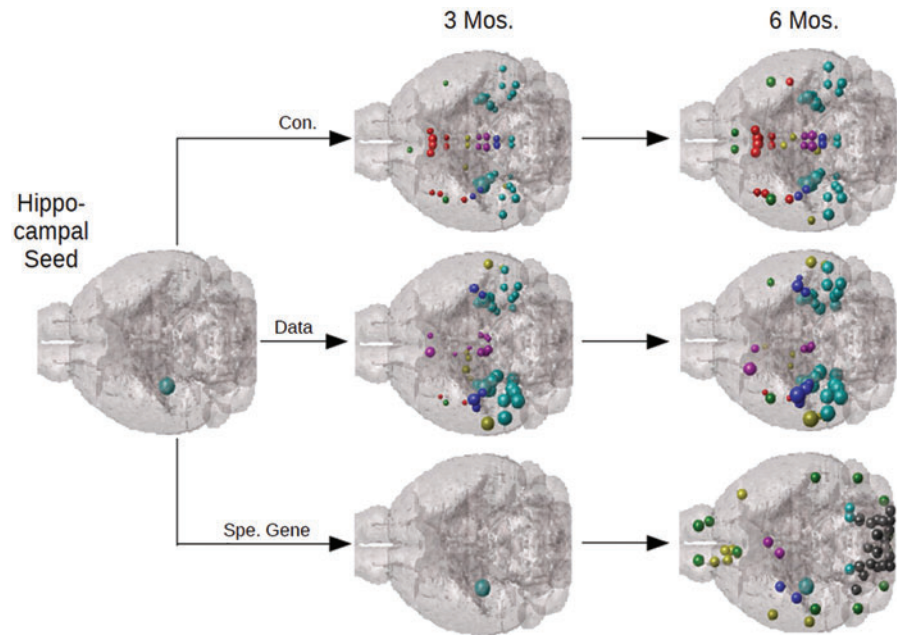 3 Mos.
6 Mos.
Con.
Hippo-
campal
Seed
Data
Spe. Gene